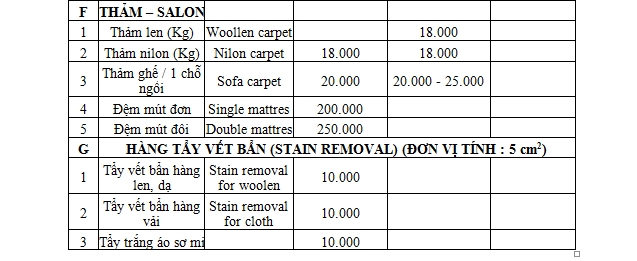 F THẢM – SALON
1 Thảm len (Kg) Woollen carpet 18.000
2 Thảm nilon (Kg) Nilon carpet 18.000 18.000
3 Thảm ghế / 1 chỗ ngồi Sofa carpet 20.000 20.000 - 25.000
4 Đệm mút đơn Single mattres 200.000
5 Đệm mút đôi Double mattres 250.000
G HÀNG TẨY VẾT BẨN (STAIN REMOVAL) (ĐƠN VỊ TÍNH : 5 cm²)
1 Tẩy vết bẩn hàng len, dạ Stain removal for woolen 10.000
2 Tẩy vết bẩn hàng vải Stain removal for cloth 10.000
3 Tẩy trắng áo sơ mi 10.000